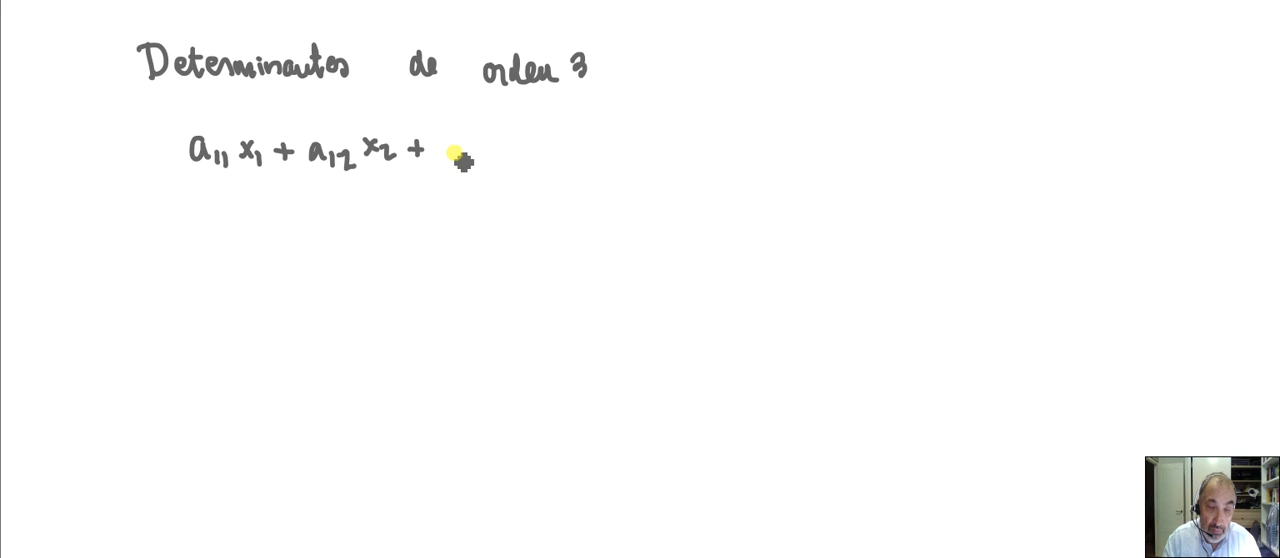 Determinantes de orden 3
a₁₁ x₁ + a₁₂ x₂ +